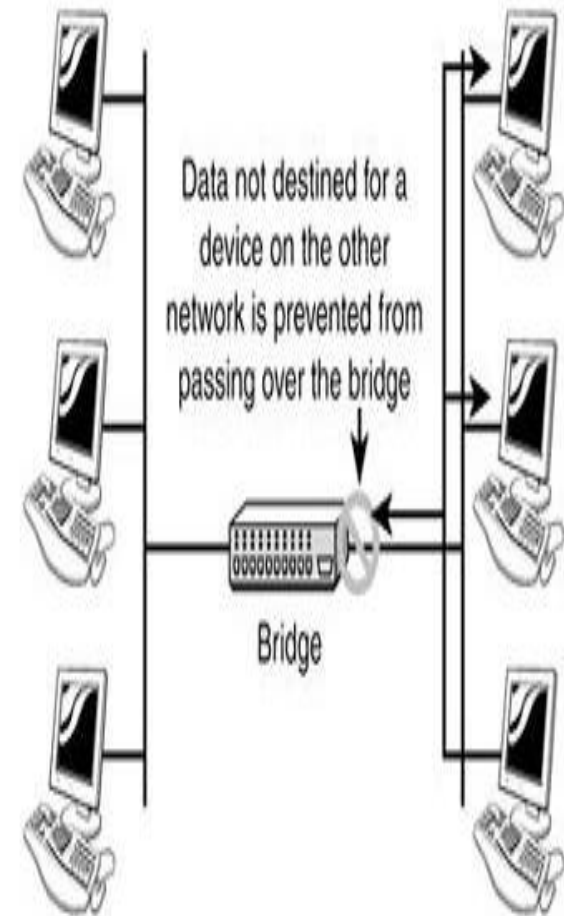 Data not destined for a
device on the other
network is prevented from
passing over the bridge
Bridge